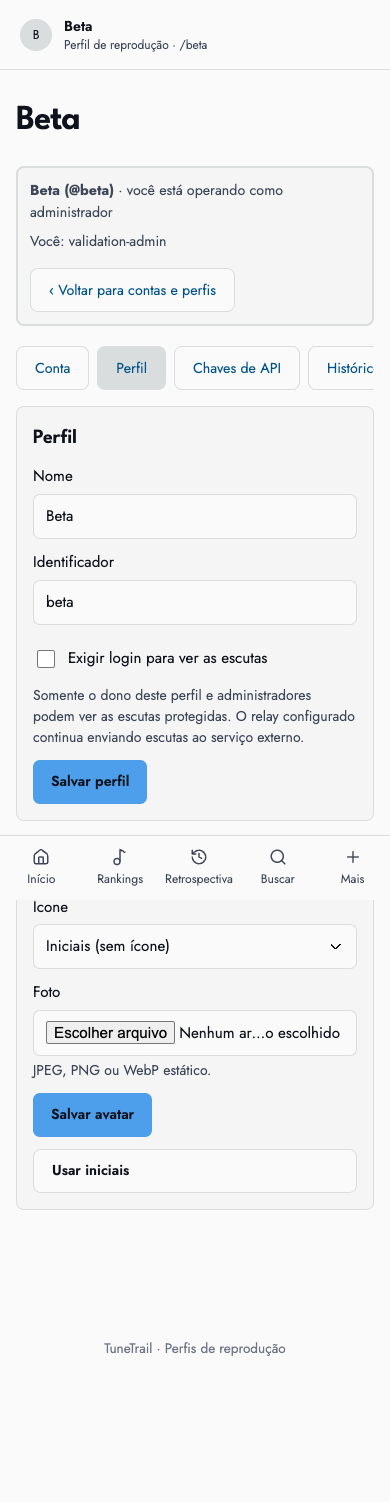 B
Beta
Perfil de reprodução · /beta
Beta
Beta (@beta) · você está operando como
administrador
Você: validation-admin
‹ Voltar para contas e perfis
Conta
Perfil
Chaves de API
Históric
Perfil
Nome
Beta
Identificador
beta
Exigir login para ver as escutas
Somente o dono deste perfil e administradores
podem ver as escutas protegidas. O relay configurado
continua enviando escutas ao serviço externo.
Salvar perfil
Início
Rankings
Retrospectiva
Buscar
Mais
Ícone
Iniciais (sem ícone)
Foto
Escolher arquivo Nenhum ar...o escolhido
JPEG, PNG ou WebP estático.
Salvar avatar
Usar iniciais
TuneTrail · Perfis de reprodução